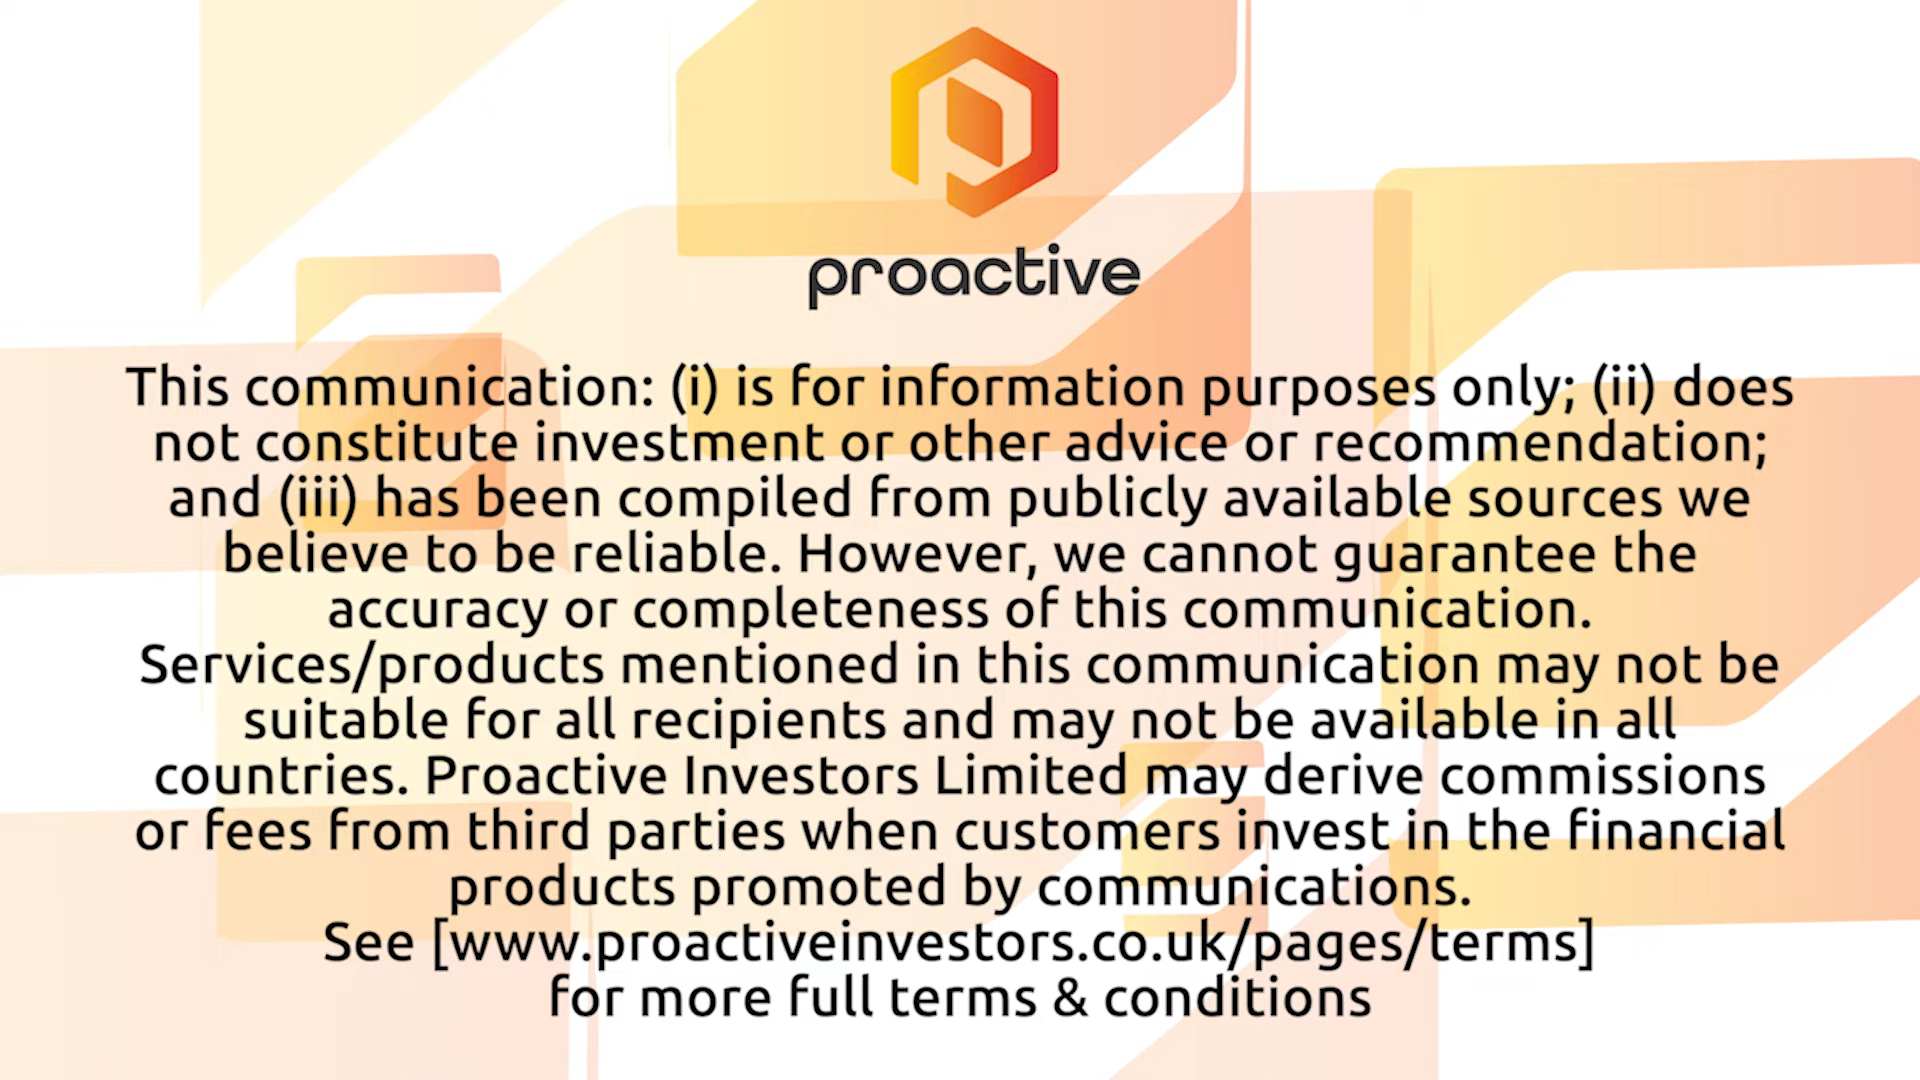 proactive
This communication: (i) is for information purposes only; (ii) does
not constitute investment or other advice or recommendation;
and (iii) has been compiled from publicly available sources we
believe to be reliable. However, we cannot guarantee the
accuracy or completeness of this communication.
Services/products mentioned in this communication may not be
suitable for all recipients and may not be available in all
countries. Proactive Investors Limited may derive commissions
or fees from third parties when customers invest in the financial
products promoted by communications.
See [www.proactiveinvestors.co.uk/pages/terms]
for more full terms & conditions